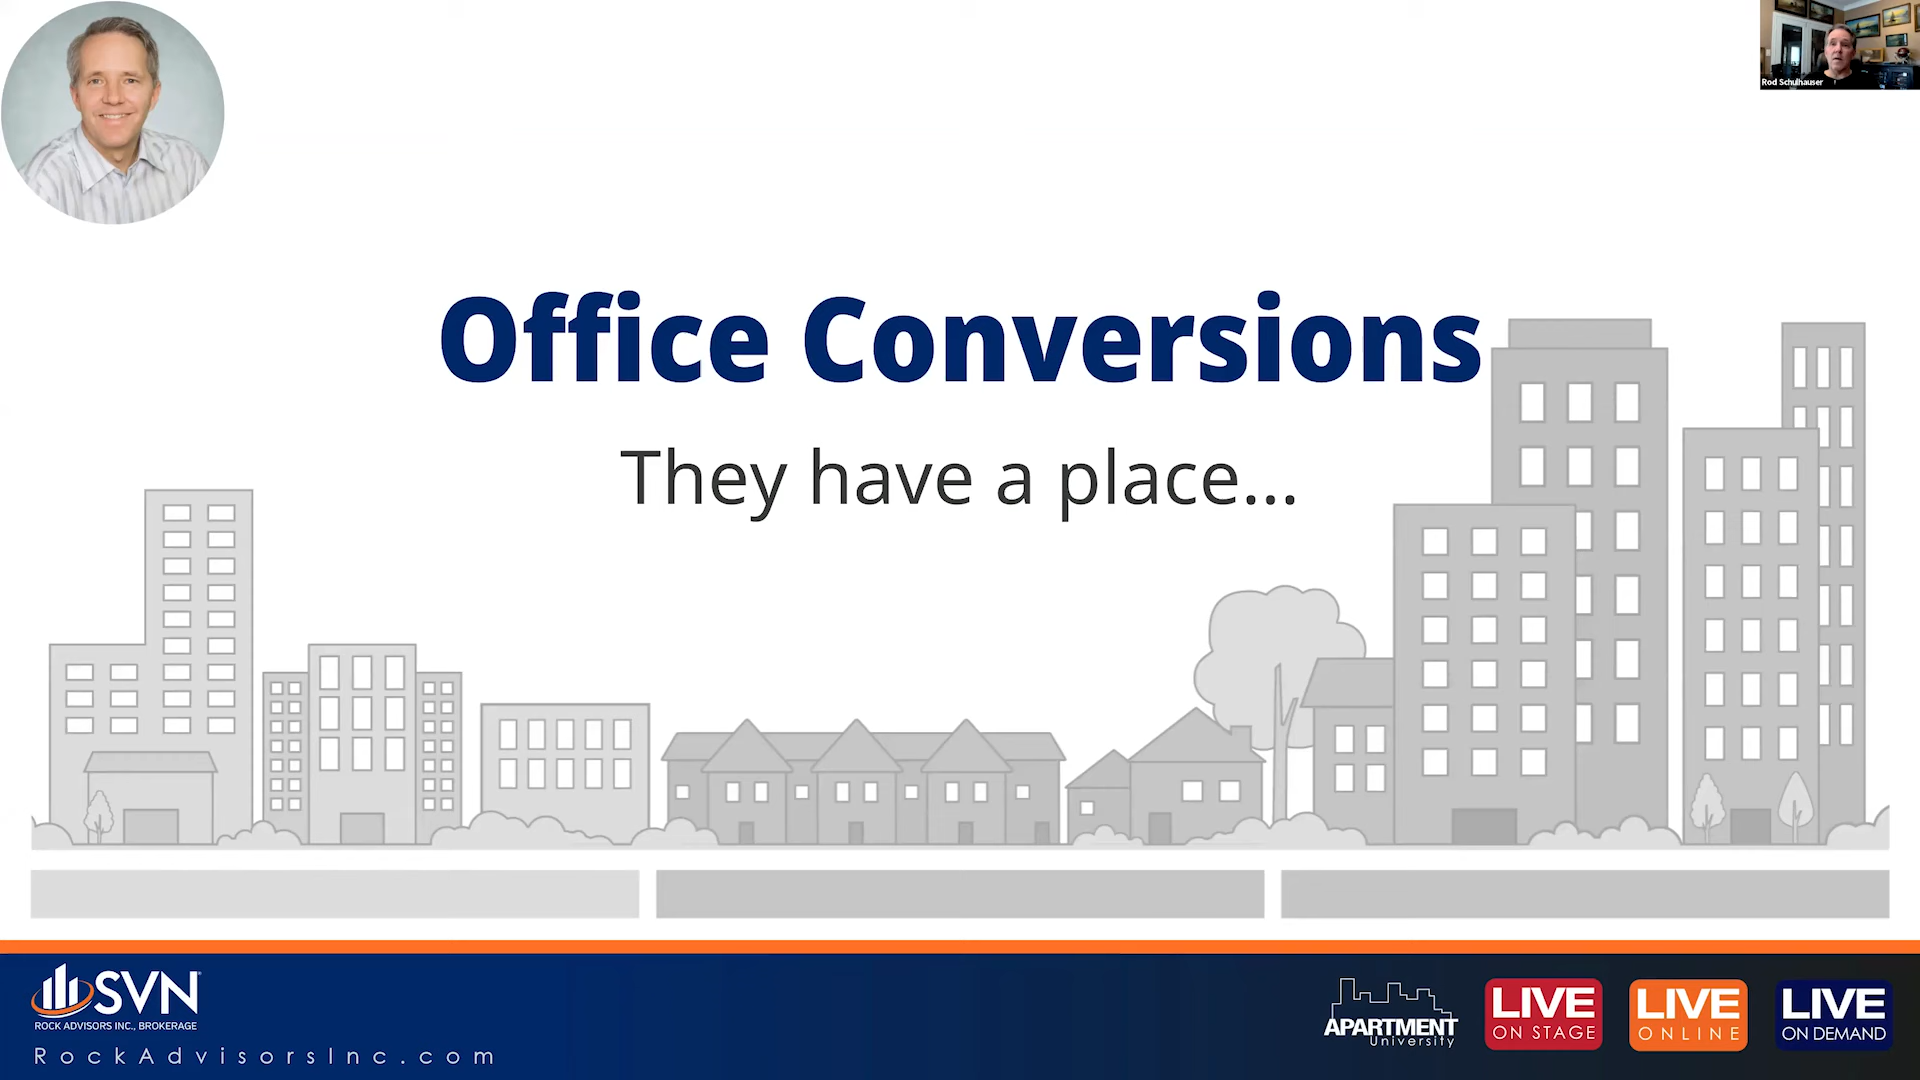 Rod Schulhauser
Office Conversions
They have a place...
SVN®
ROCK ADVISORS INC., BROKERAGE
RockAdvisorsInc.com
APARTMENT
University
LIVE
ON STAGE
LIVE
ONLINE
LIVE
ON DEMAND